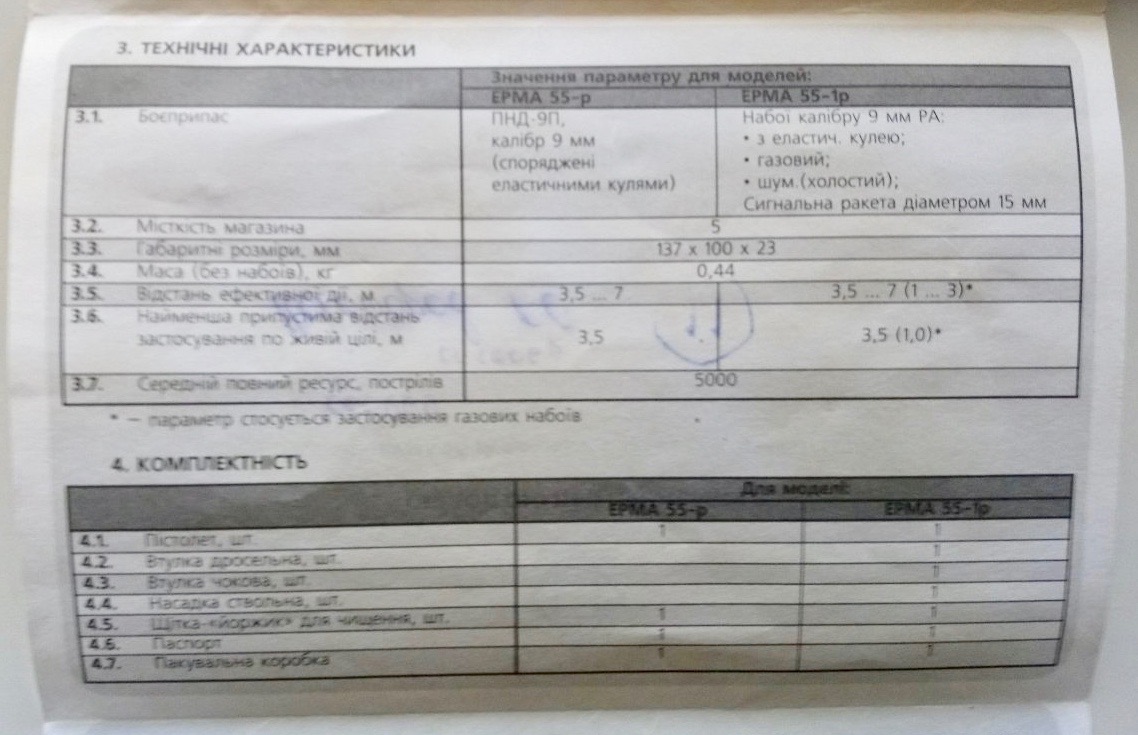 3. ТЕХНІЧНІ ХАРАКТЕРИСТИКИ
Значення параметру для моделей:
ЕРМА 55-р ЕРМА 55-1р
3.1. Боєприпас ПНД-9П, Набої калібру 9 мм РА:
калібр 9 мм • з еластич. кулею;
(споряджені • газовий;
еластичними кулями) • шум.(холостий);
Сигнальна ракета діаметром 15 мм
3.2. Місткість магазина 5
3.3. Габаритні розміри, мм 137 х 100 х 23
3.4. Маса (без набоїв), кг 0,44
3.5. Відстань ефективної дії, м 3,5 ... 7 3,5 ... 7 (1 ... 3)*
3.6. Найменша припустима відстань
застосування по живій цілі, м 3,5 3,5 (1,0)*
3.7. Середній повний ресурс, пострілів 5000
* – параметр стосується застосування газових набоїв
4. КОМПЛЕКТНІСТЬ
Для моделі:
ЕРМА 55-р ЕРМА 55-1р
4.1. Пістолет, шт. 1 1
4.2. Втулка дросельна, шт. 1
4.3. Втулка чокова, шт. 1
4.4. Насадка ствольна, шт. 1
4.5. Щітка-«йоржик» для чищення, шт. 1 1
4.6. Паспорт 1 1
4.7. Пакувальна коробка 1 1